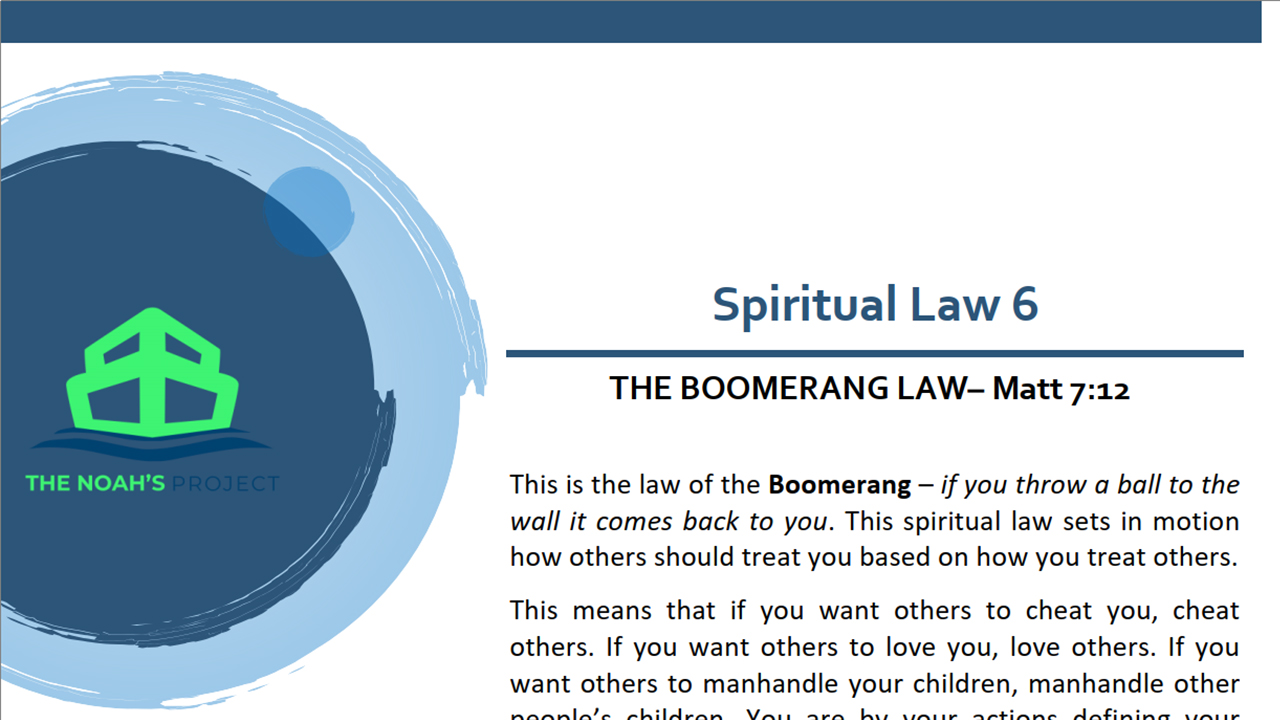 THE NOAH'S PROJECT
Spiritual Law 6
THE BOOMERANG LAW– Matt 7:12
This is the law of the Boomerang – if you throw a ball to the
wall it comes back to you. This spiritual law sets in motion
how others should treat you based on how you treat others.
This means that if you want others to cheat you, cheat
others. If you want others to love you, love others. If you
want others to manhandle your children, manhandle other
people's children. You are by your actions defining your